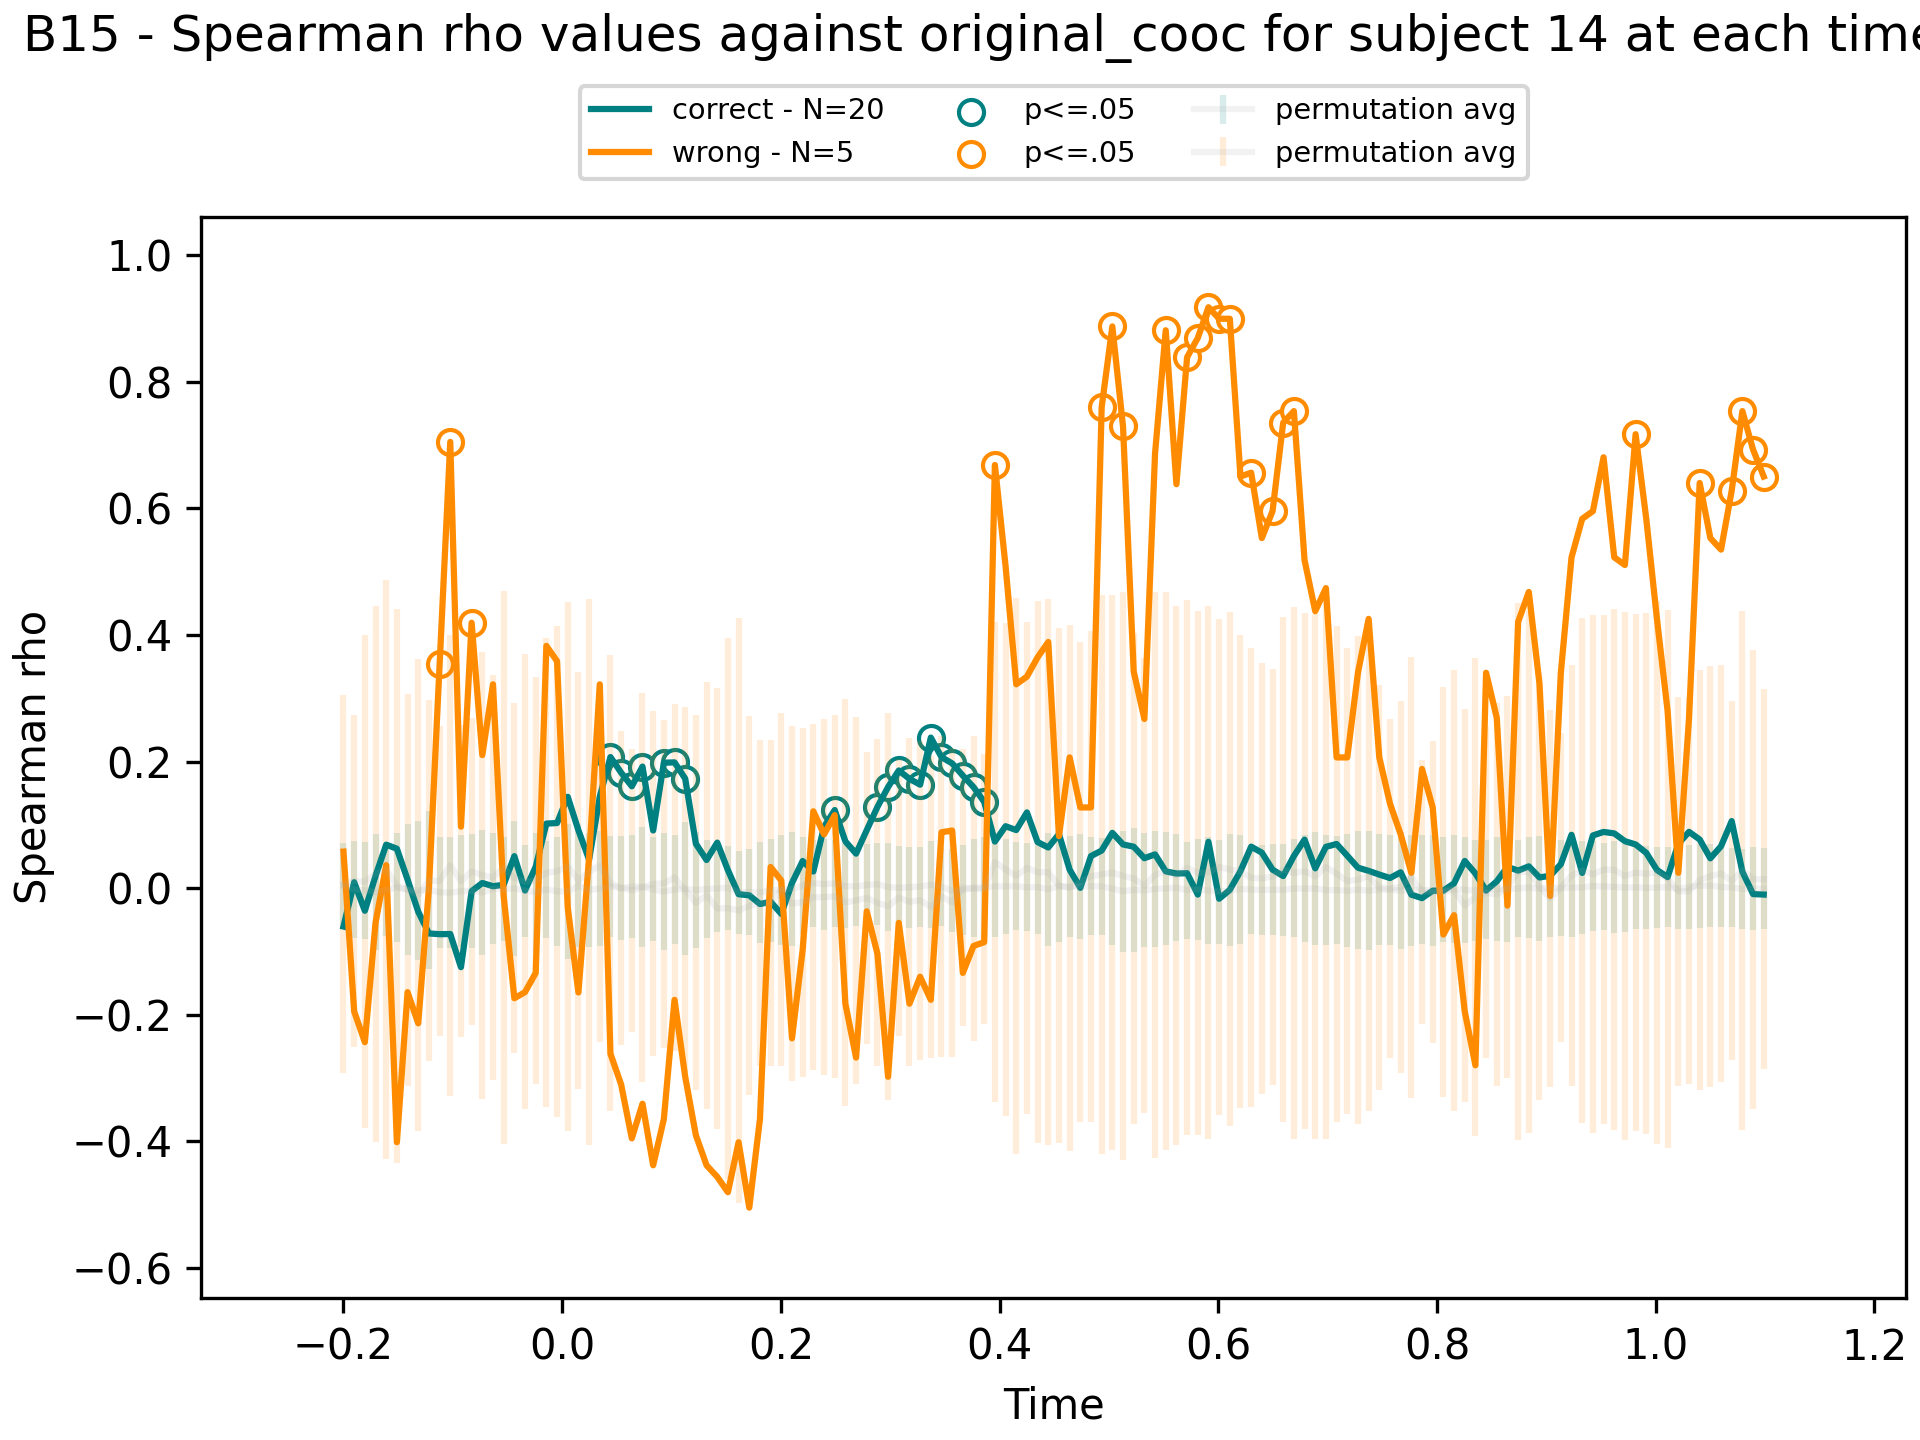 B15 - Spearman rho values against original_cooc for subject 14 at each time
correct - N=20 p<=.05 permutation avg
wrong - N=5 p<=.05 permutation avg
1.0
0.8
0.6
0.4
0.2
0.0
−0.2
−0.4
−0.6
Spearman rho
−0.2 0.0 0.2 0.4 0.6 0.8 1.0 1.2
Time